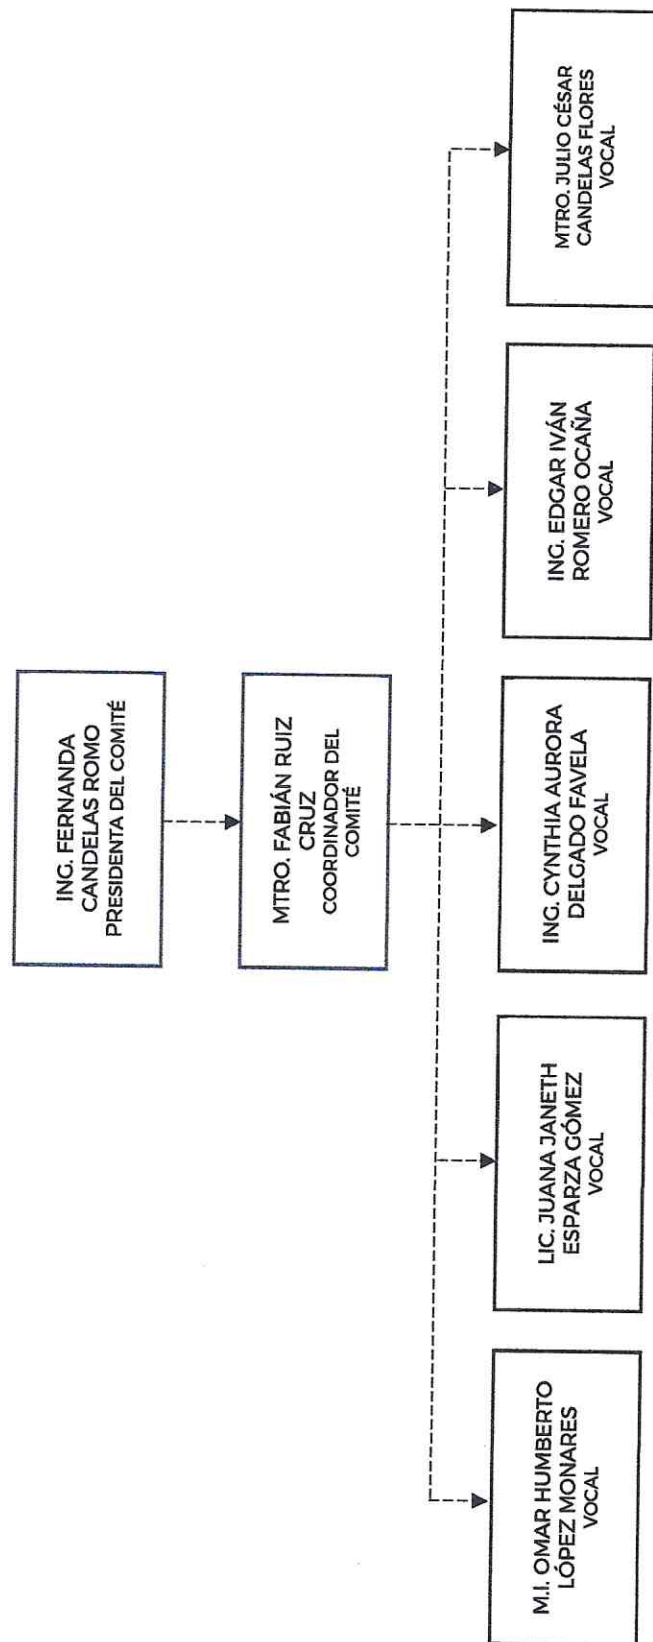 ING. FERNANDA
CANDELAS ROMO
PRESIDENTA DEL COMITÉ
MTRO. FABIÁN RUIZ
CRUZ
COORDINADOR DEL
COMITÉ
M.I. OMAR HUMBERTO
LÓPEZ MONARES
VOCAL
LIC. JUANA JANETH
ESPARZA GÓMEZ
VOCAL
ING. CYNTHIA AURORA
DELGADO FAVELA
VOCAL
ING. EDGAR IVÁN
ROMERO OCAÑA
VOCAL
MTRO. JULIO CÉSAR
CANDELAS FLORES
VOCAL